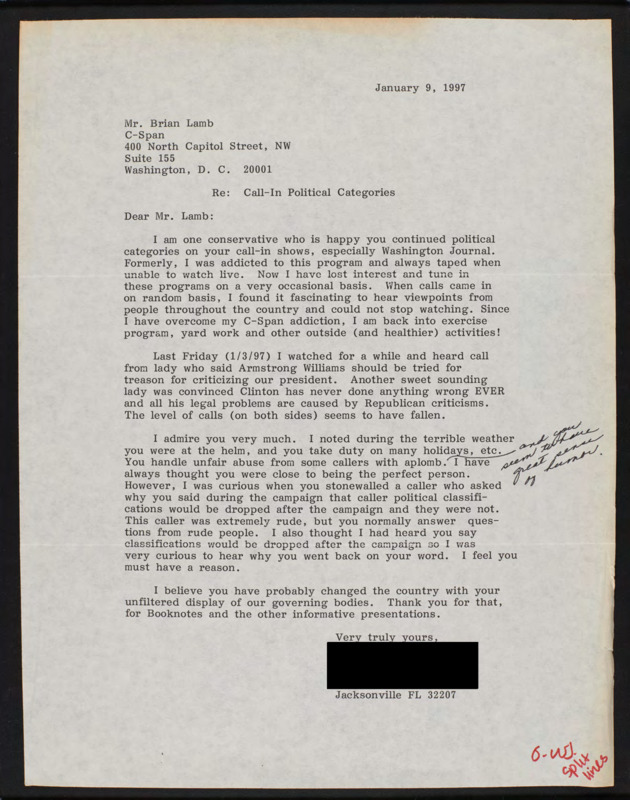 January 9, 1997
Mr. Brian Lamb
C-Span
400 North Capitol Street, NW
Suite 155
Washington, D. C.  20001
Re:  Call-In Political Categories
Dear Mr. Lamb:
I am one conservative who is happy you continued political
categories on your call-in shows, especially Washington Journal.
Formerly, I was addicted to this program and always taped when
unable to watch live.  Now I have lost interest and tune in
these programs on a very occasional basis.  When calls came in
on random basis, I found it fascinating to hear viewpoints from
people throughout the country and could not stop watching. Since
I have overcome my C-Span addiction, I am back into exercise
program, yard work and other outside (and healthier) activities!
Last Friday (1/3/97) I watched for a while and heard call
from lady who said Armstrong Williams should be tried for
treason for criticizing our president.  Another sweet sounding
lady was convinced Clinton has never done anything wrong EVER
and all his legal problems are caused by Republican criticisms.
The level of calls (on both sides) seems to have fallen.
I admire you very much.  I noted during the terrible weather
you were at the helm, and you take duty on many holidays, etc.
and you
seem to have
great sense
of humor.
You handle unfair abuse from some callers with aplomb. I have
always thought you were close to being the perfect person.
However, I was curious when you stonewalled a caller who asked
why you said during the campaign that caller political classifi-
cations would be dropped after the campaign and they were not.
This caller was extremely rude, but you normally answer  ques-
tions from rude people.  I also thought I had heard you say
classifications would be dropped after the campaign so I was
very curious to hear why you went back on your word.  I feel you
must have a reason.
I believe you have probably changed the country with your
unfiltered display of our governing bodies.  Thank you for that,
for Booknotes and the other informative presentations.
Very truly yours,
Jacksonville FL 32207
split
lines